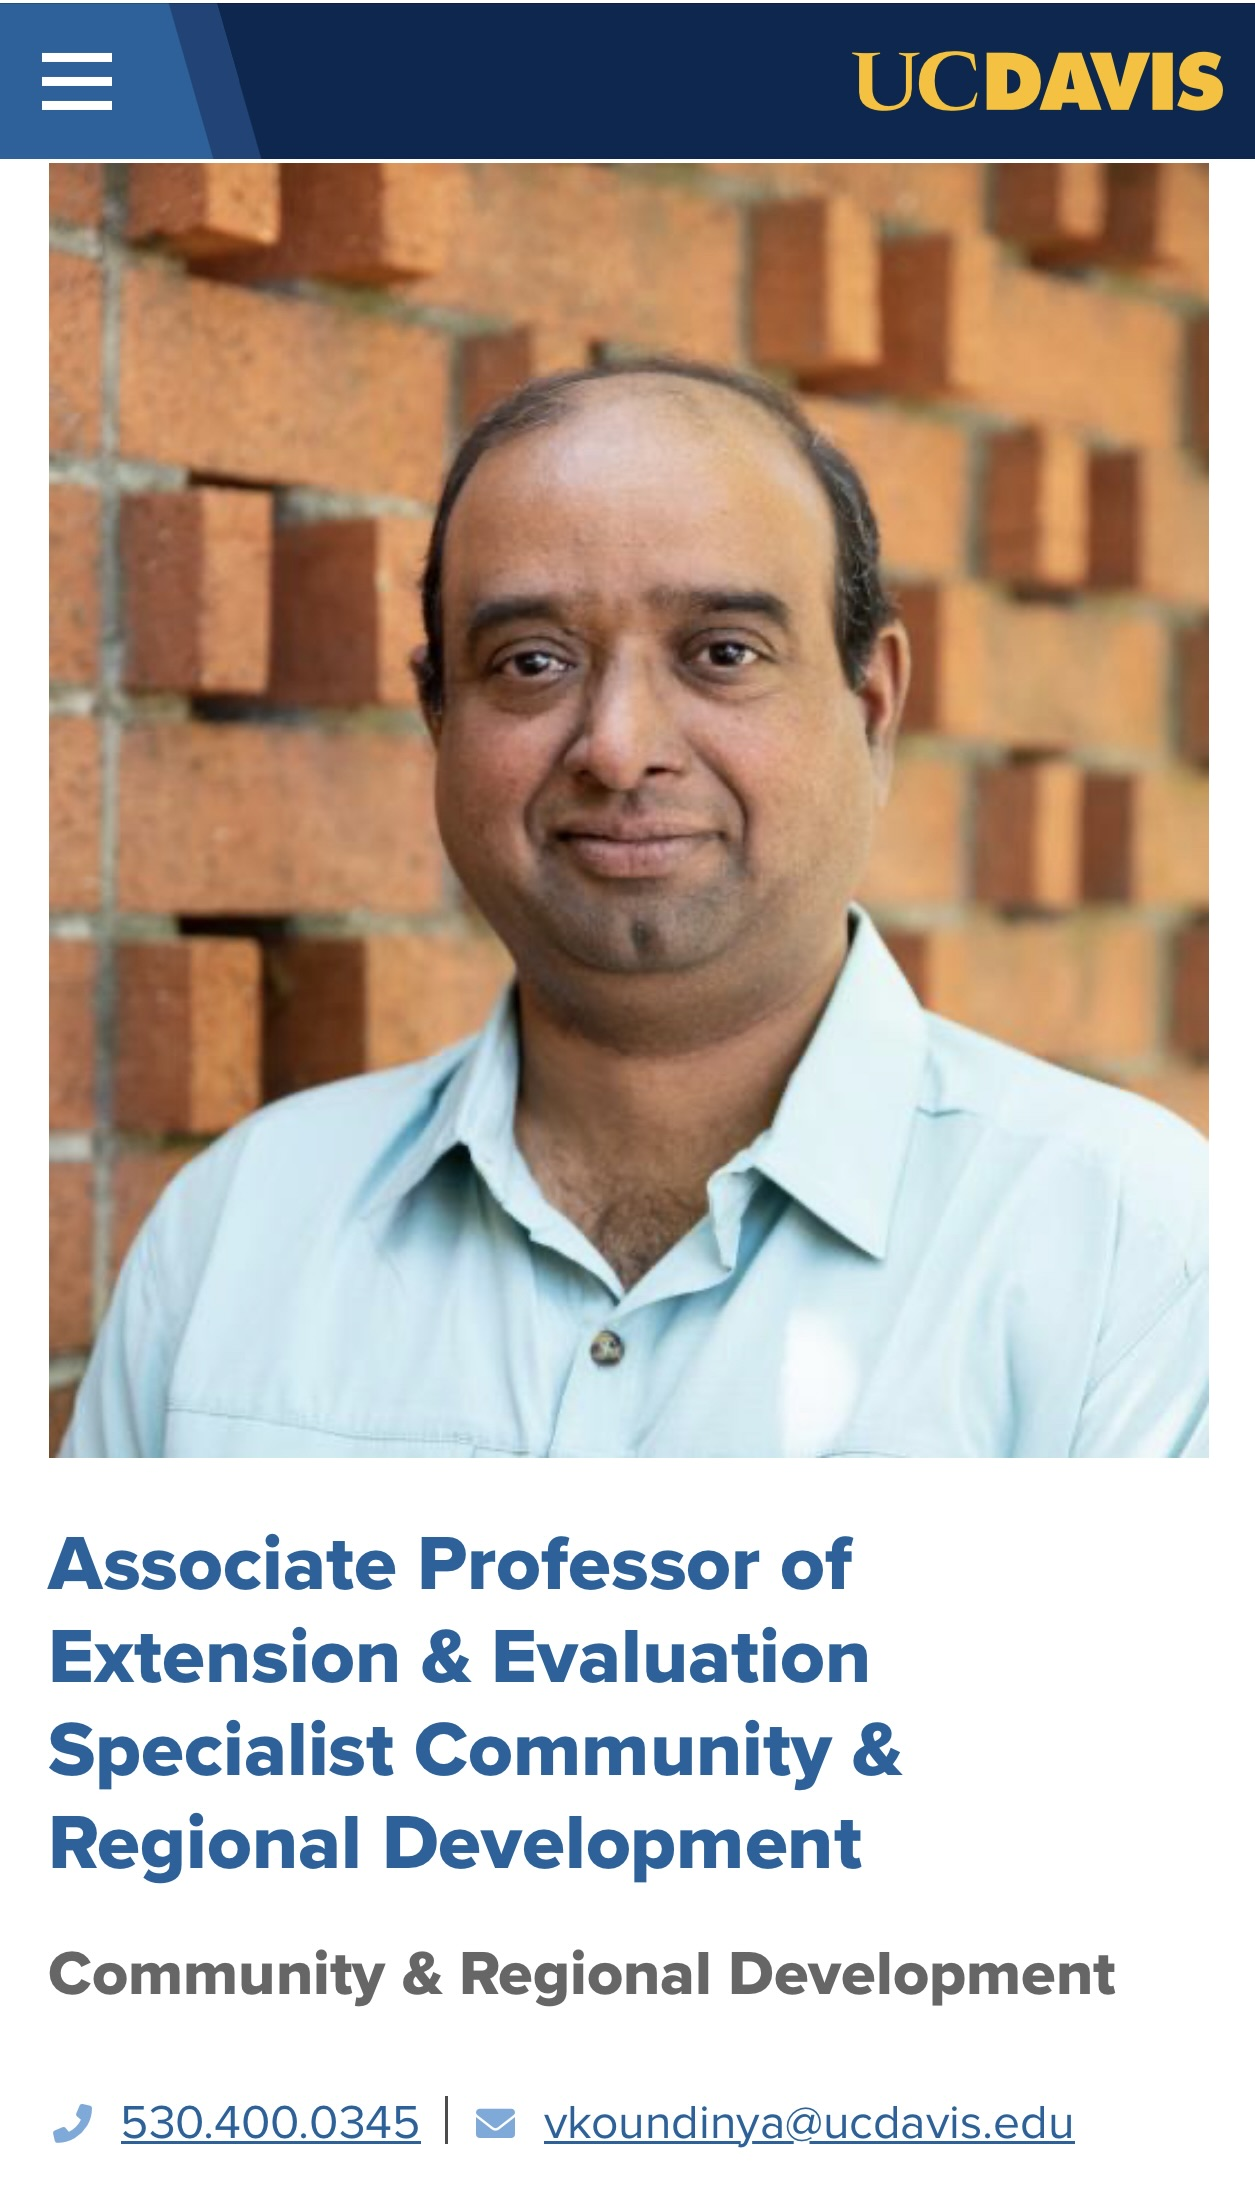 UCDAVIS
Associate Professor of
Extension & Evaluation
Specialist Community &
Regional Development
Community & Regional Development
530.400.0345 | vkoundinya@ucdavis.edu